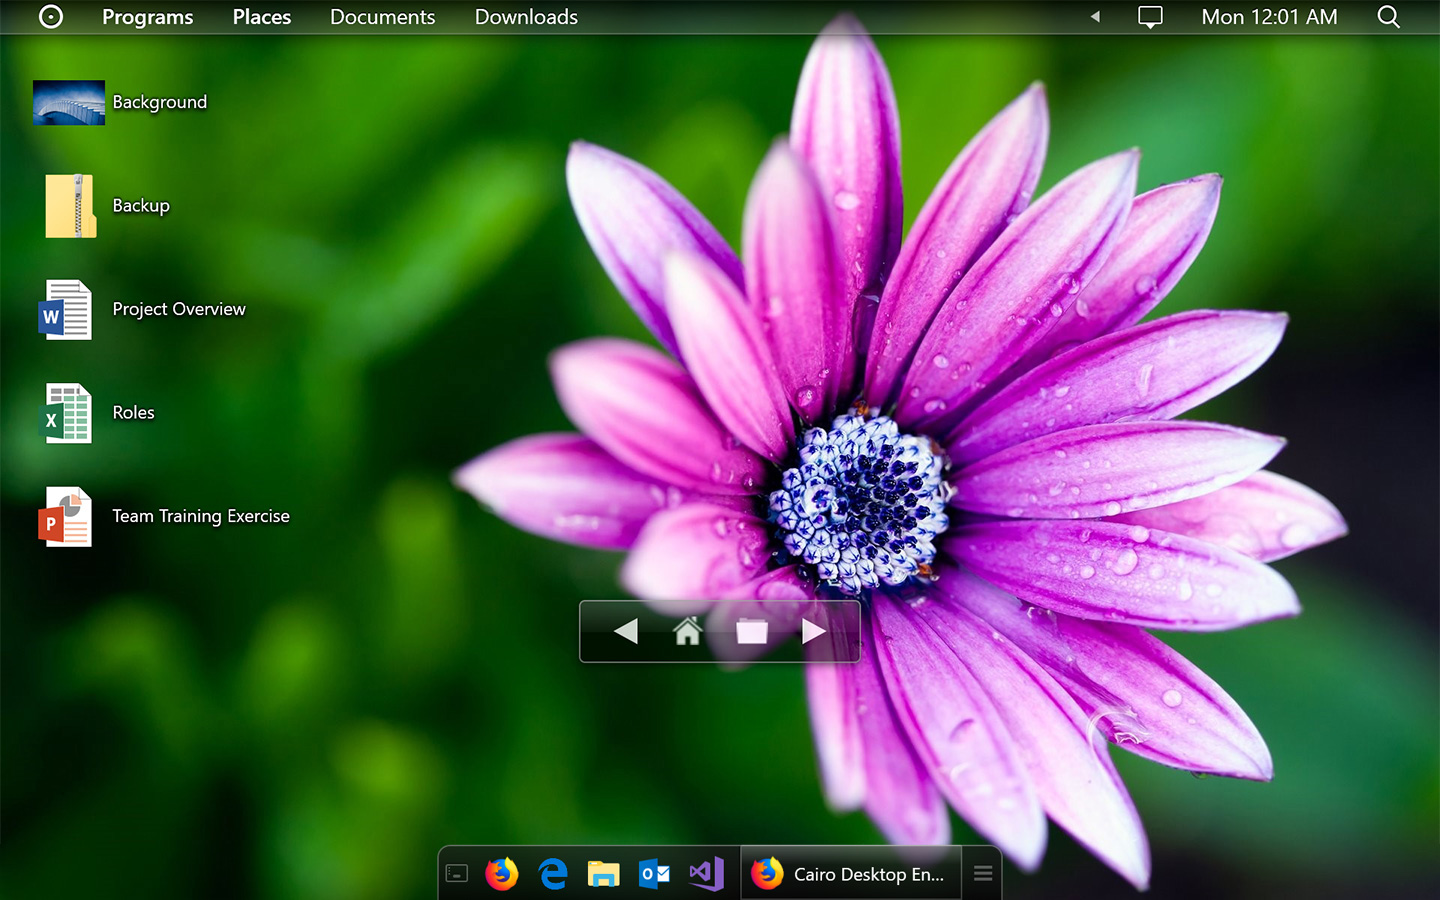 Programs Places Documents Downloads Mon 12:01 AM
Background
Backup
W Project Overview
X Roles
P Team Training Exercise
O Cairo Desktop En...